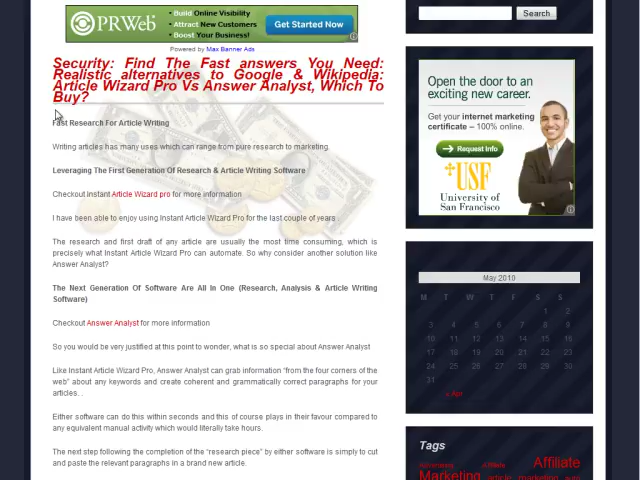 PRWeb
• Build Online Visibility
• Attract New Customers
• Boost Your Business!
Get Started Now
Powered by Max Banner Ads
Security: Find The Fast answers You Need:
Realistic alternatives to Google & Wikipedia:
Article Wizard Pro Vs Answer Analyst, Which To
Buy?
Fast Research For Article Writing
Writing articles has many uses which can range from pure research to marketing.
Leveraging The First Generation Of Research & Article Writing Software
Checkout Instant Article Wizard pro for more information
I have been able to enjoy using Instant Article Wizard Pro for the last couple of years.
The research and first draft of any article are usually the most time consuming, which is
precisely what Instant Article Wizard Pro can automate. So why consider another solution like
Answer Analyst?
The Next Generation Of Software Are All In One (Research, Analysis & Article Writing
Software)
Checkout Answer Analyst for more information
So you would be very justified at this point to wonder, what is so special about Answer Analyst
Like Instant Article Wizard Pro, Answer Analyst can grab information “from the four corners of the
web” about any keywords and create coherent and grammatically correct paragraphs for your
articles. .
Either software can do this within seconds and this of course plays in their favour compared to
any equivalent manual activity which would literally take hours.
The next step following the completion of the “research piece” by either software is simply to cut
and paste the relevant paragraphs in a brand new article.
Search
Open the door to an
exciting new career.
Get your internet marketing
certificate – 100% online.
Request Info
USF
University of
San Francisco
May 2010
M T W T F S S
1 2
3 4 5 6 7 8 9
10 11 12 13 14 15 16
17 18 19 20 21 22 23
24 25 26 27 28 29 30
31
« Apr
Tags
Affiliate Affiliate
Marketing article marketing